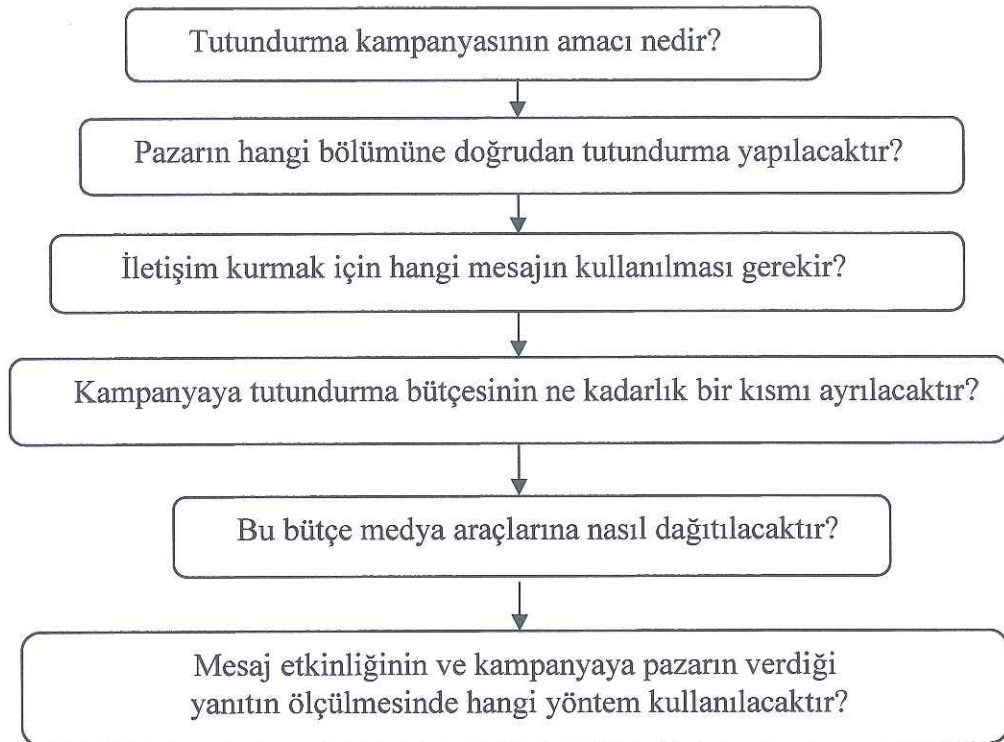 Tutundurma kampanyasının amacı nedir?
Pazarın hangi bölümüne doğrudan tutundurma yapılacaktır?
İletişim kurmak için hangi mesajın kullanılması gerekir?
Kampanyaya tutundurma bütçesinin ne kadarlık bir kısmı ayrılacaktır?
Bu bütçe medya araçlarına nasıl dağıtılacaktır?
Mesaj etkinliğinin ve kampanyaya pazarın verdiği
yanıtın ölçülmesinde hangi yöntem kullanılacaktır?